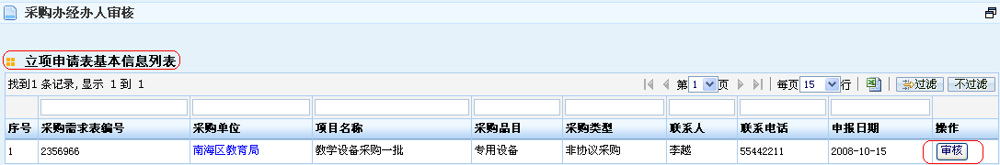 采购办经办人审核
立项申请表基本信息列表
找到1 条记录, 显示 1 到 1 第 1 页 每页 15 行 过滤 不过滤
序号 采购需求表编号 采购单位 项目名称 采购品目 采购类型 联系人 联系电话 申报日期 操作
1 2356966 南海区教育局 教学设备采购一批 专用设备 非协议采购 李越 55442211 2008-10-15 审核